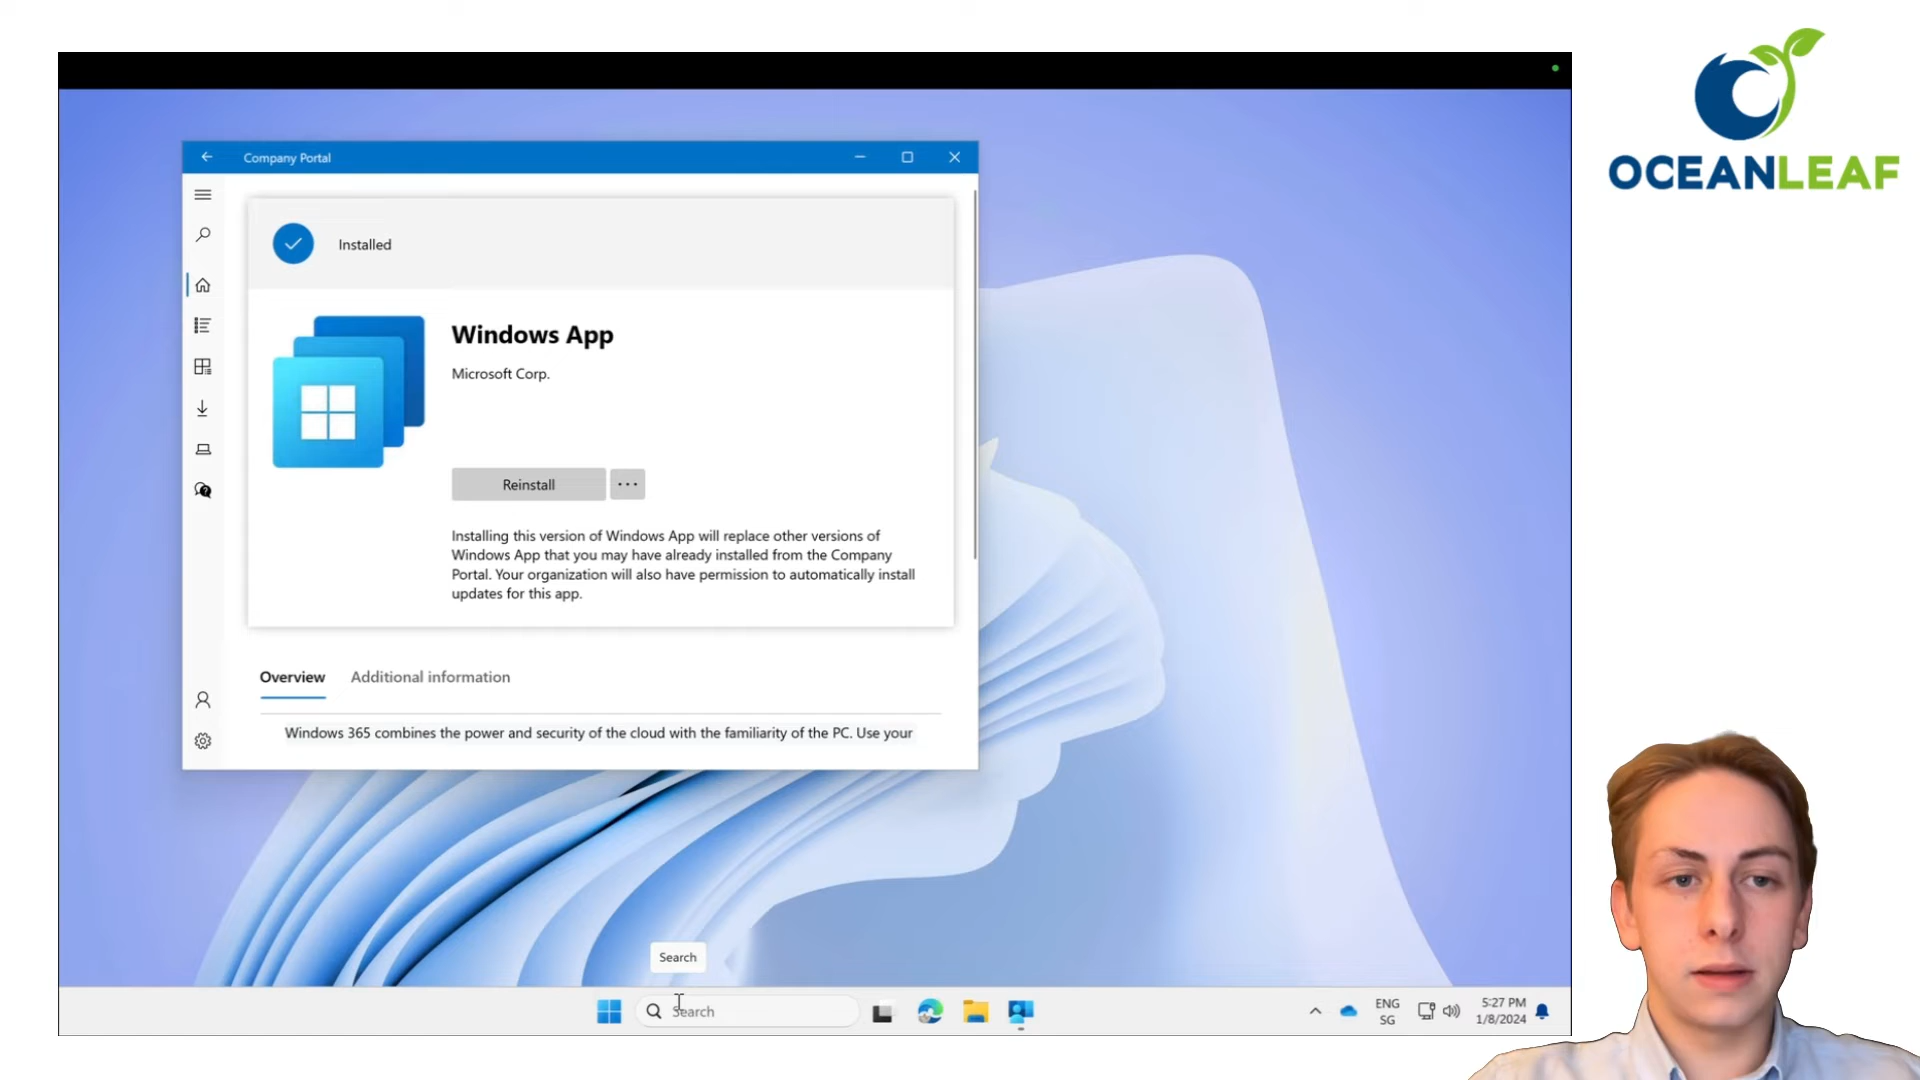 OCEANLEAF
Company Portal
Installed
Windows App
Microsoft Corp.
Reinstall
Installing this version of Windows App will replace other versions of
Windows App that you may have already installed from the Company
Portal. Your organization will also have permission to automatically install
updates for this app.
Overview Additional information
Windows 365 combines the power and security of the cloud with the familiarity of the PC. Use your
Search
Search
ENG
SG
5:27 PM
1/8/2024